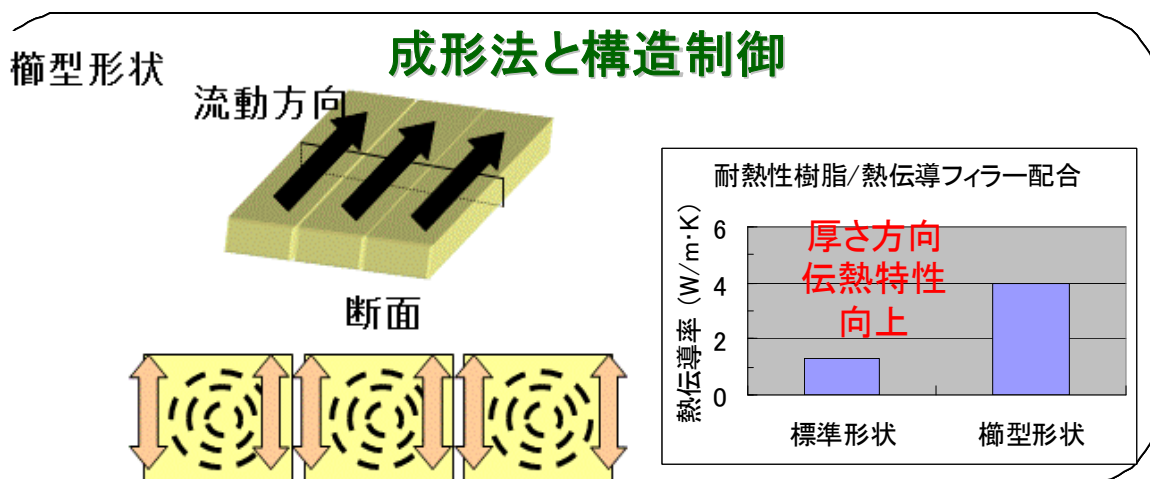 成形法と構造制御
櫛型形状
流動方向
断面
耐熱性樹脂/熱伝導フィラー配合
熱伝導率 (W/m·K)
6
4
2
0
厚さ方向
伝熱特性
向上
標準形状
櫛型形状